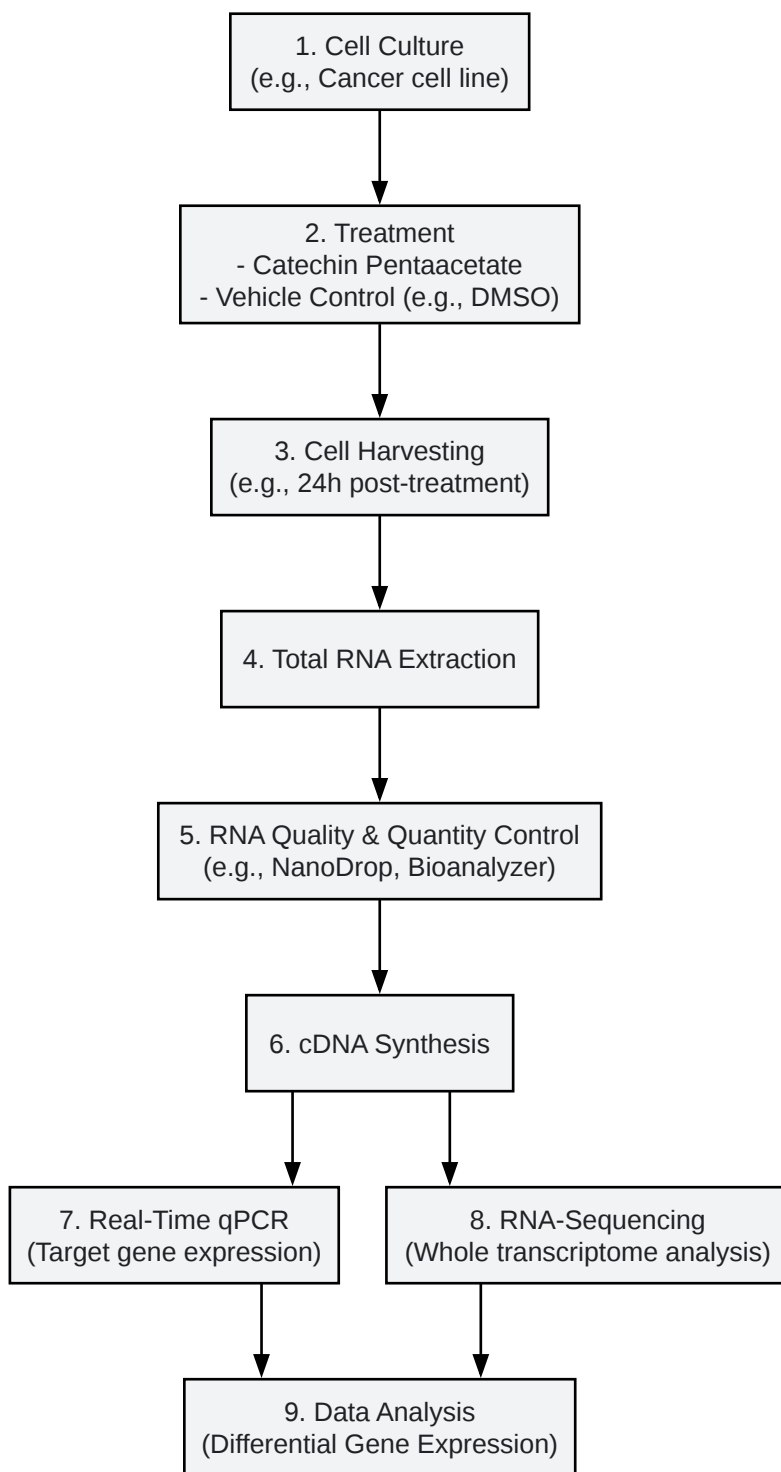 1. Cell Culture
(e.g., Cancer cell line)
2. Treatment
- Catechin Pentaacetate
- Vehicle Control (e.g., DMSO)
3. Cell Harvesting
(e.g., 24h post-treatment)
4. Total RNA Extraction
5. RNA Quality & Quantity Control
(e.g., NanoDrop, Bioanalyzer)
6. cDNA Synthesis
7. Real-Time qPCR
(Target gene expression)
8. RNA-Sequencing
(Whole transcriptome analysis)
9. Data Analysis
(Differential Gene Expression)